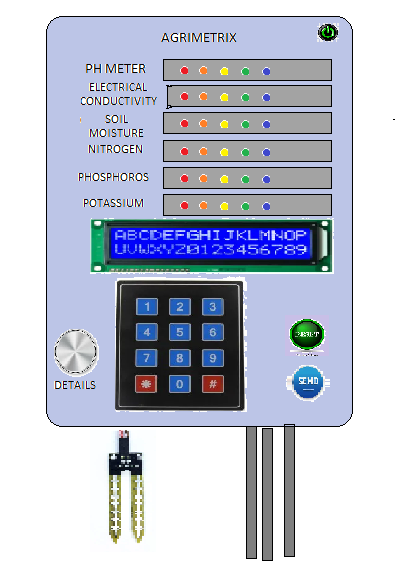 AGRIMETRIX
PH METER
ELECTRICAL
CONDUCTIVITY
SOIL
MOISTURE
NITROGEN
PHOSPHOROS
POTASSIUM
ABCDEFGHIJKLMNOP
UVWXYZ0123456789
1 2 3
4 5 6
7 8 9
* 0 #
RESET
SEND
DETAILS